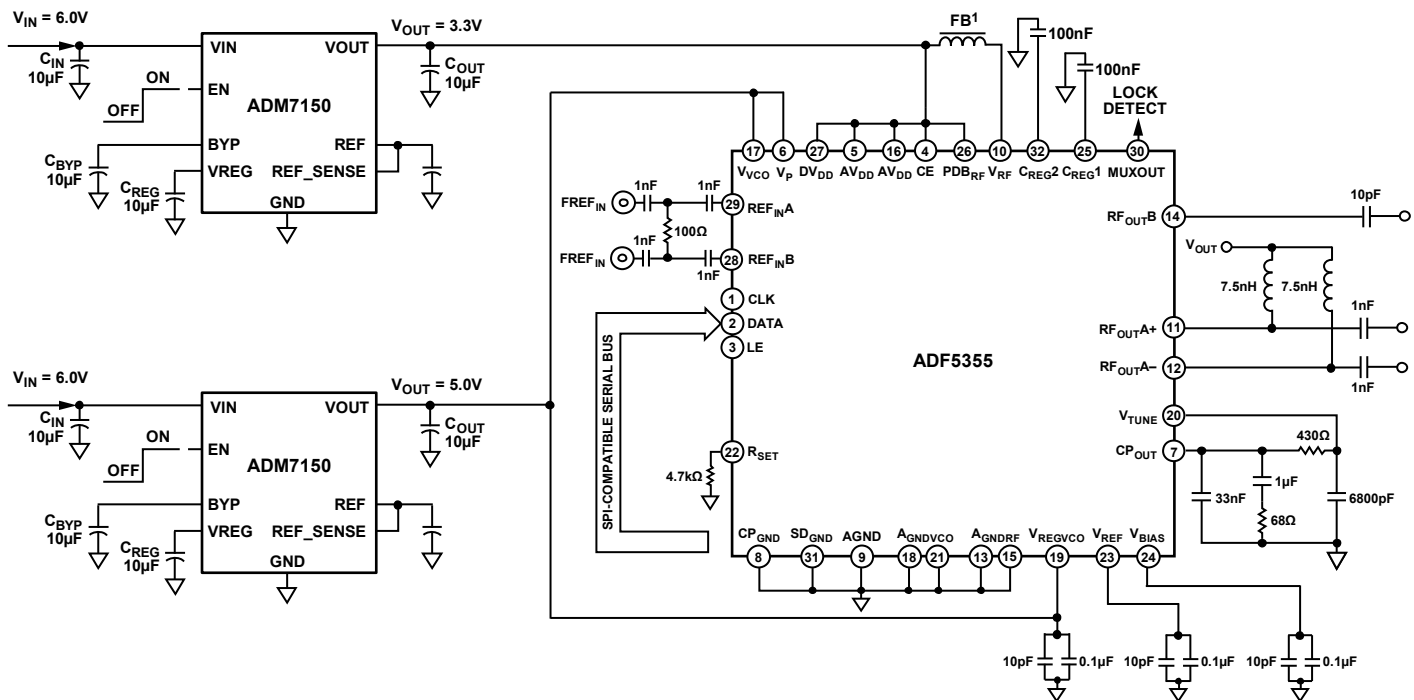 VIN = 6.0V
VOUT = 3.3V
CIN
10µF
VIN
VOUT
COUT
10µF
ON
OFF
EN
ADM7150
BYP
REF
CBYP
10µF
VREG
REF_SENSE
CREG
10µF
GND
FB1
100nF
100nF
LOCK
DETECT
17
6
27
5
16
4
26
10
32
25
30
VVCO
VP
DVDD
AVDD
AVDD
CE
PDBRF
VRF
CREG2
CREG1
MUXOUT
1nF
1nF
FREFIN
29
REFINA
100Ω
1nF
FREFIN
28
REFINB
1nF
1
CLK
2
DATA
3
LE
SPI-COMPATIBLE SERIAL BUS
22
RSET
4.7kΩ
ADF5355
10pF
RFOUTB
14
VOUT
7.5nH
7.5nH
1nF
RFOUTA+
11
RFOUTA–
12
1nF
VTUNE
20
430Ω
CPOUT
7
1µF
33nF
6800pF
68Ω
VIN = 6.0V
VOUT = 5.0V
CIN
10µF
VIN
VOUT
COUT
10µF
ON
OFF
EN
ADM7150
BYP
REF
CBYP
10µF
VREG
REF_SENSE
CREG
10µF
GND
CPGND
SDGND
AGND
AGNDVCO
AGNDRF
VREGVCO
VREF
VBIAS
8
31
9
18
21
13
15
19
23
24
10pF
0.1µF
10pF
0.1µF
10pF
0.1µF